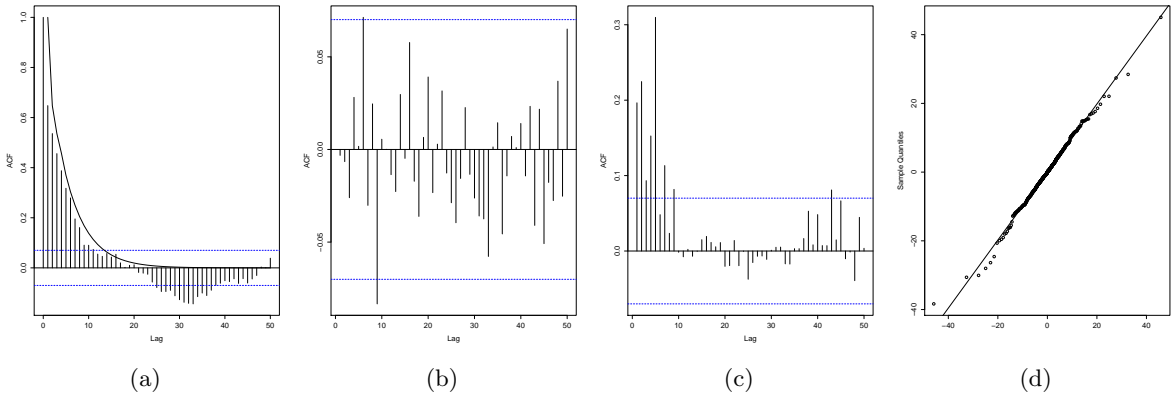 1.0
0.8
0.6
0.4
0.2
0.0
ACF
0 10 20 30 40 50
Lag
(a)
0.05
0.00
−0.05
ACF
0 10 20 30 40 50
Lag
(b)
0.3
0.2
0.1
0.0
ACF
0 10 20 30 40 50
Lag
(c)
40
20
0
−20
−40
Sample Quantiles
−40 −20 0 20 40
(d)